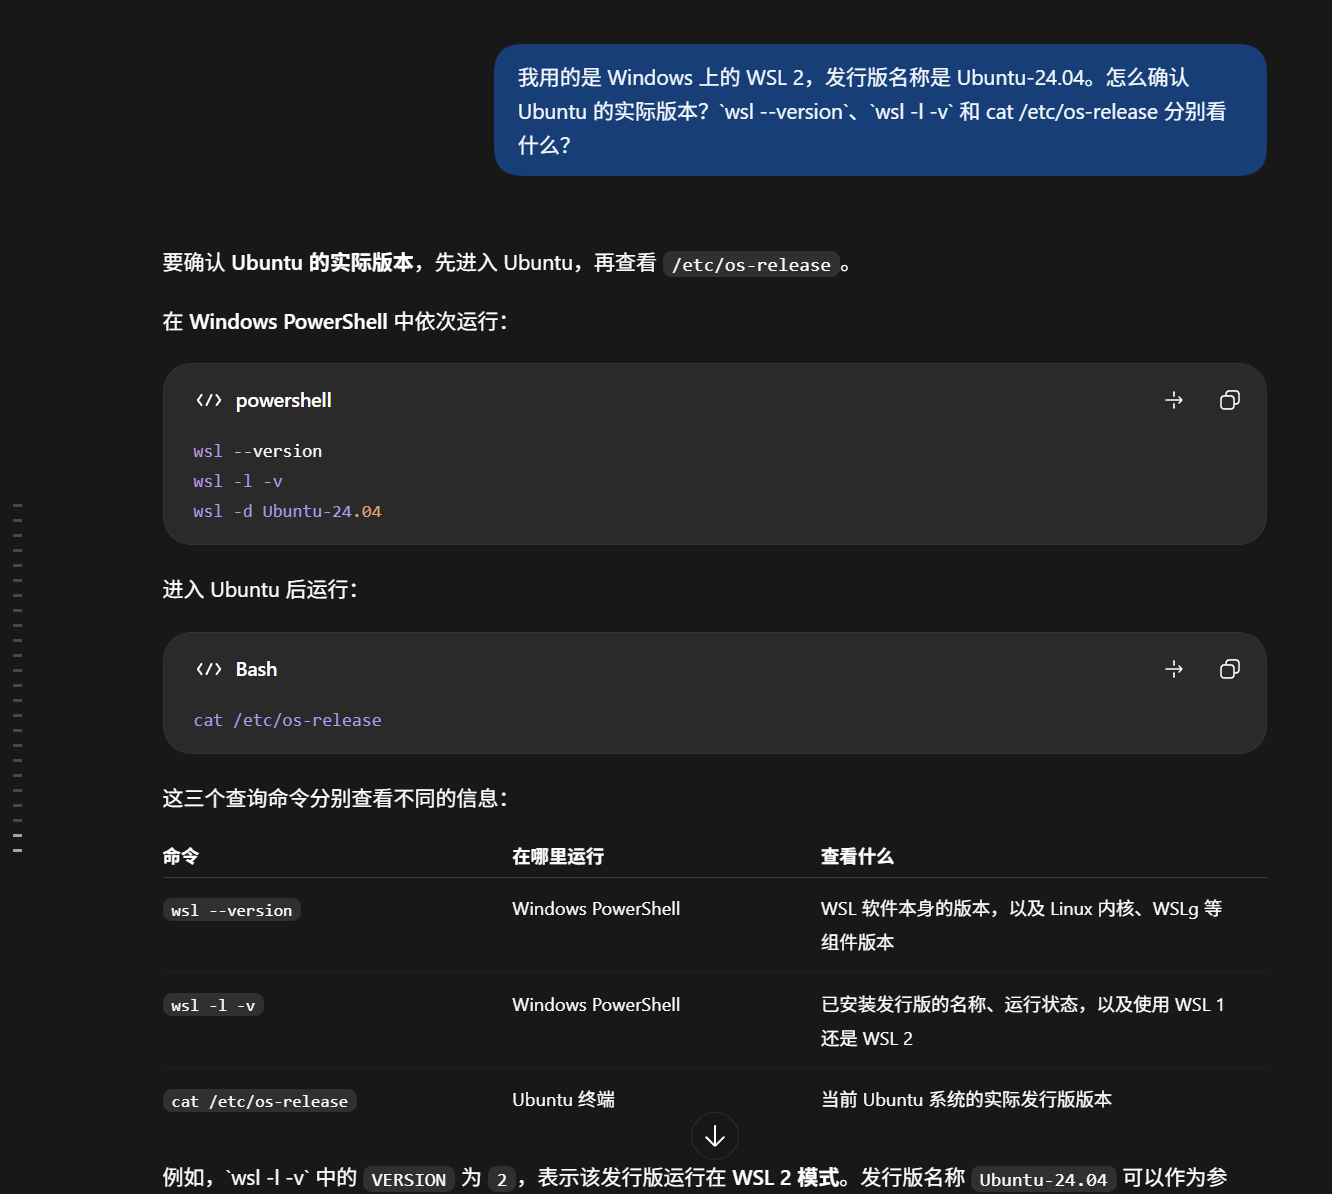 我用的是 Windows 上的 WSL 2，发行版名称是 Ubuntu-24.04。怎么确认
Ubuntu 的实际版本？`wsl --version`、`wsl -l -v` 和 cat /etc/os-release 分别看
什么？
要确认 Ubuntu 的实际版本，先进入 Ubuntu，再查看 /etc/os-release。
在 Windows PowerShell 中依次运行：
powershell
wsl --version
wsl -l -v
wsl -d Ubuntu-24.04
进入 Ubuntu 后运行：
Bash
cat /etc/os-release
这三个查询命令分别查看不同的信息：
命令 在哪里运行 查看什么
wsl --version Windows PowerShell WSL 软件本身的版本，以及 Linux 内核、WSLg 等
组件版本
wsl -l -v Windows PowerShell 已安装发行版的名称、运行状态，以及使用 WSL 1
还是 WSL 2
cat /etc/os-release Ubuntu 终端 当前 Ubuntu 系统的实际发行版版本
例如，`wsl -l -v` 中的 VERSION 为 2，表示该发行版运行在 WSL 2 模式。发行版名称 Ubuntu-24.04 可以作为参